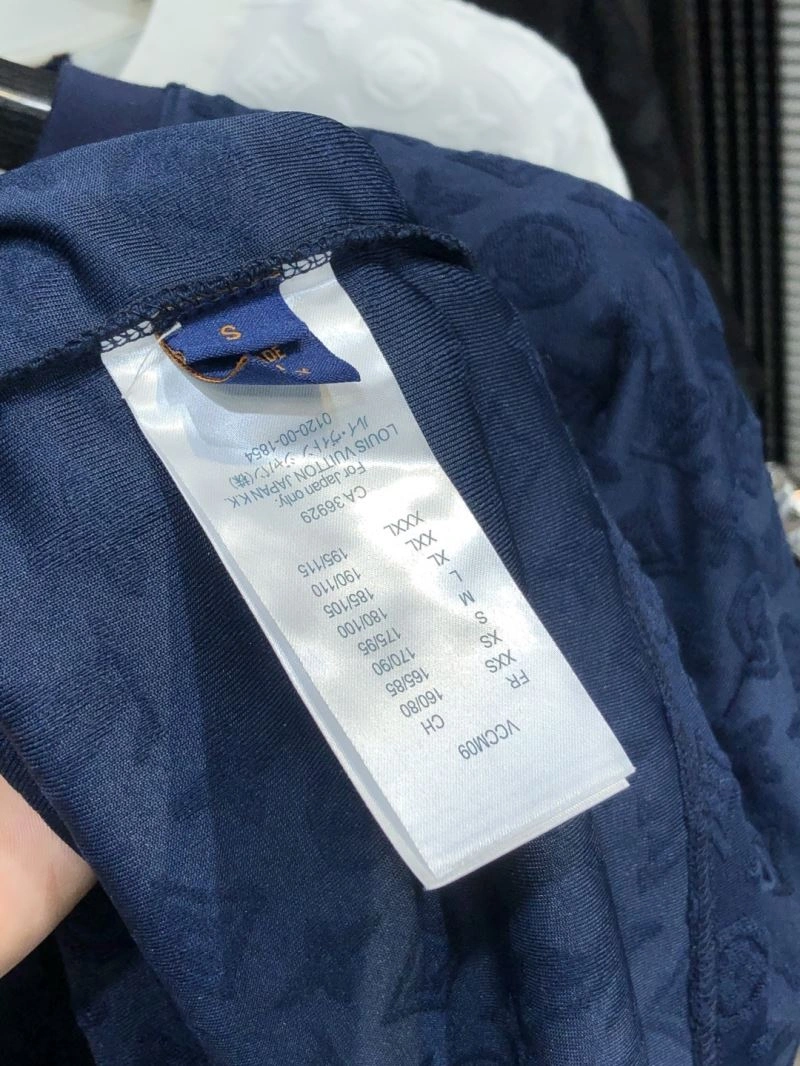 S
VCCM09
FR CH
XXS 160/80
XS 165/85
S 170/90
M 175/95
L 180/100
XL 185/105
XXL 190/110
XXXL 195/115
CA 36929
For Japan only:
LOUIS VUITTON JAPAN K.K.
ルイ・ヴィトン ジャパン(株)
0120-00-1854